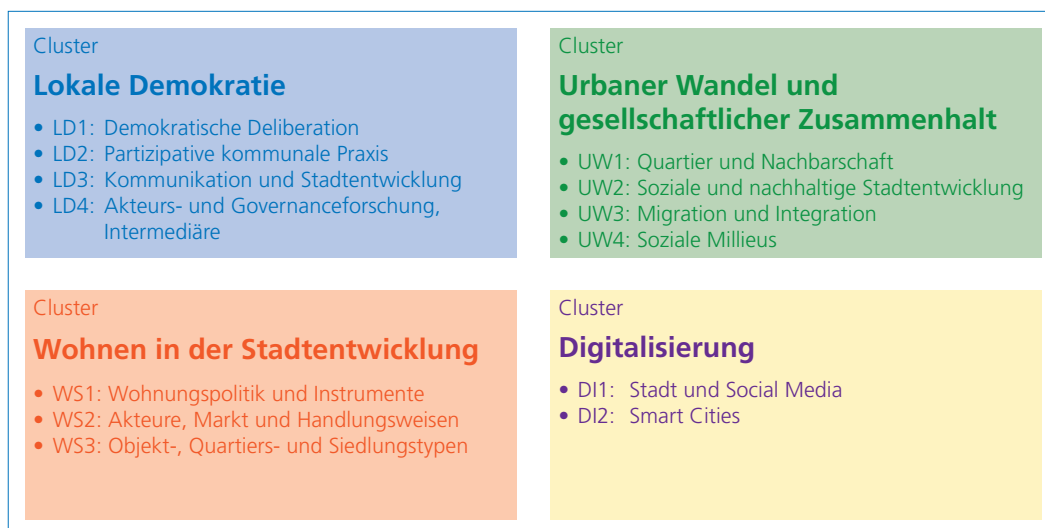 Cluster
Lokale Demokratie
• LD1: Demokratische Deliberation
• LD2: Partizipative kommunale Praxis
• LD3: Kommunikation und Stadtentwicklung
• LD4: Akteurs- und Governanceforschung,
Intermediäre
Cluster
Urbaner Wandel und
gesellschaftlicher Zusammenhalt
• UW1: Quartier und Nachbarschaft
• UW2: Soziale und nachhaltige Stadtentwicklung
• UW3: Migration und Integration
• UW4: Soziale Millieus
Cluster
Wohnen in der Stadtentwicklung
• WS1: Wohnungspolitik und Instrumente
• WS2: Akteure, Markt und Handlungsweisen
• WS3: Objekt-, Quartiers- und Siedlungstypen
Cluster
Digitalisierung
• DI1: Stadt und Social Media
• DI2: Smart Cities